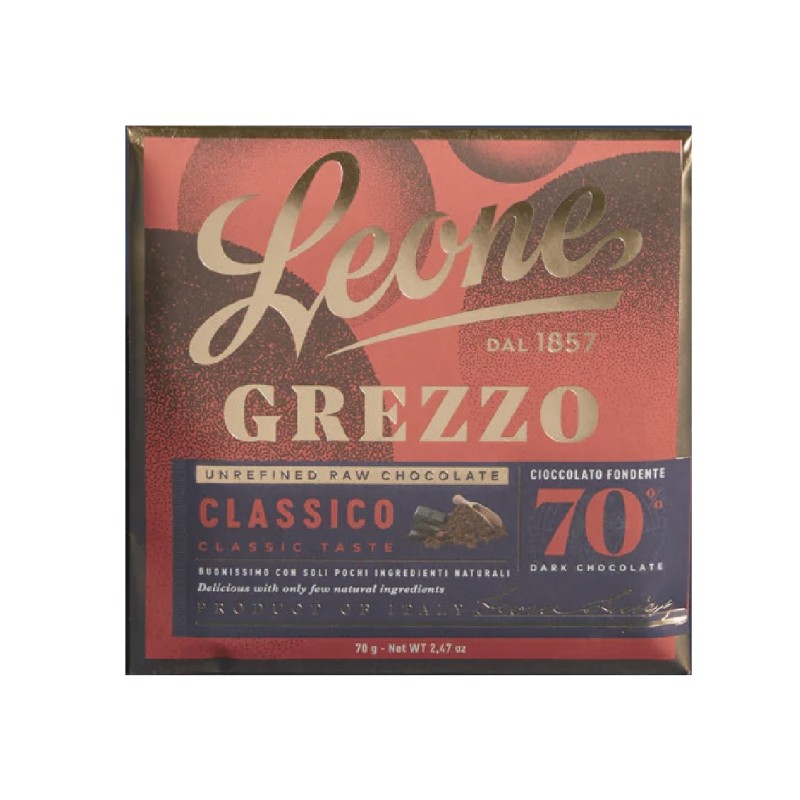 Leone
DAL 1857
GREZZO
UNREFINED RAW CHOCOLATE
CLASSICO
CLASSIC TASTE
BUONISSIMO CON SOLI POCHI INGREDIENTI NATURALI
Delicious with only few natural ingredients
PRODUCT OF ITALY
CIOCCOLATO FONDENTE
70%
DARK CHOCOLATE
70 g - Net WT 2,47 oz